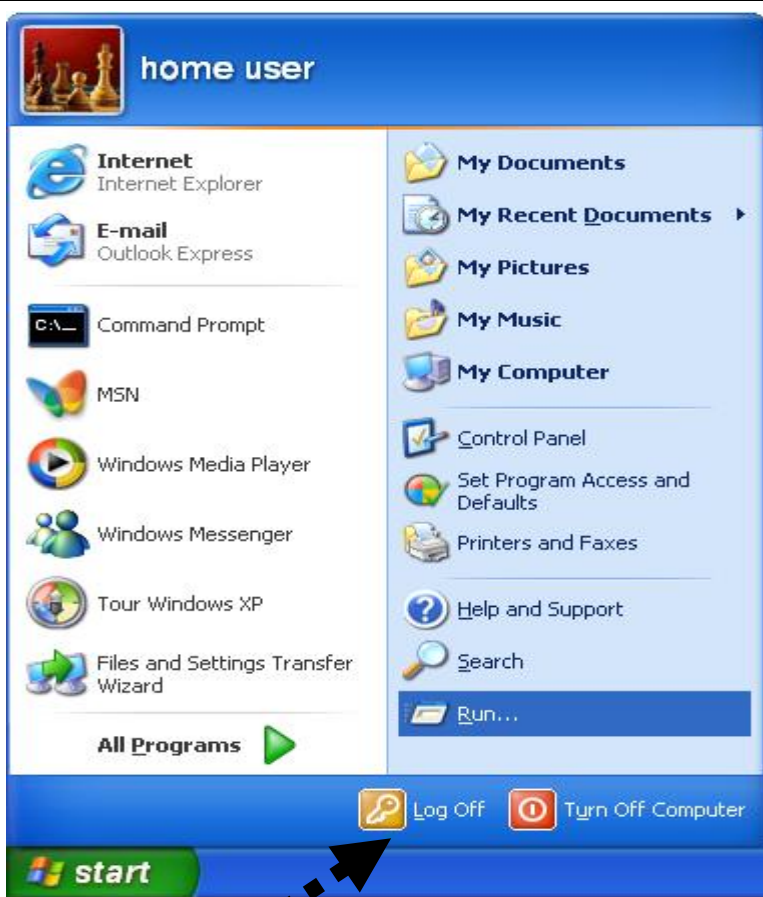 home user
Internet
Internet Explorer
E-mail
Outlook Express
C:\_
Command Prompt
MSN
Windows Media Player
Windows Messenger
Tour Windows XP
Files and Settings Transfer
Wizard
All Programs
My Documents
My Recent Documents
My Pictures
My Music
My Computer
Control Panel
Set Program Access and
Defaults
Printers and Faxes
Help and Support
Search
Run...
Log Off
Turn Off Computer
start